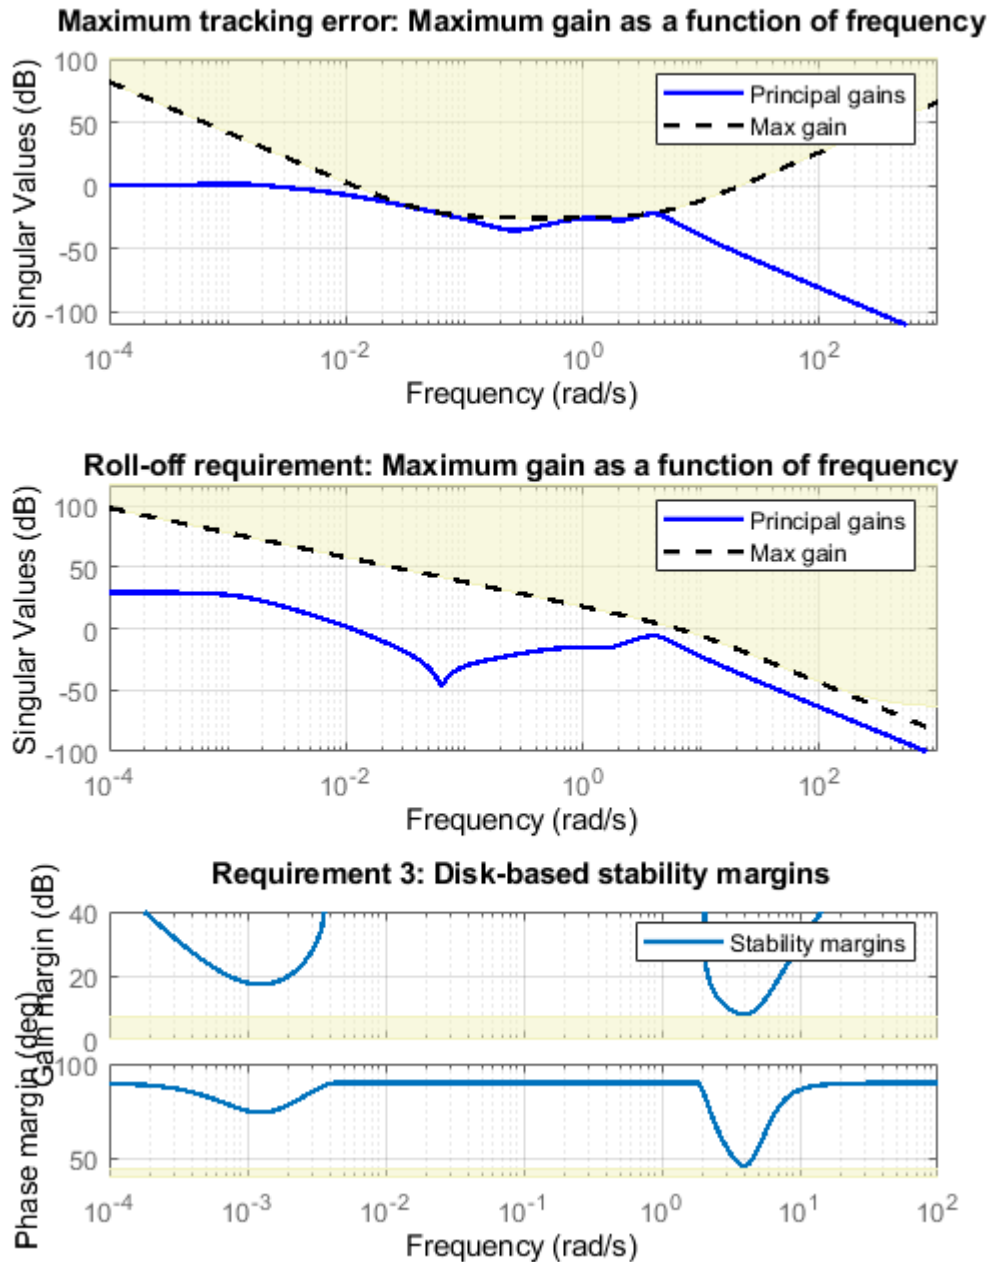 Maximum tracking error: Maximum gain as a function of frequency
Singular Values (dB)
100
50
0
-50
-100
Principal gains
Max gain
10^-4
10^-2
10^0
10^2
Frequency (rad/s)
Roll-off requirement: Maximum gain as a function of frequency
Singular Values (dB)
100
50
0
-50
-100
Principal gains
Max gain
10^-4
10^-2
10^0
10^2
Frequency (rad/s)
Requirement 3: Disk-based stability margins
Gain margin (dB)
40
20
0
Stability margins
Phase margin (deg)
100
50
10^-4
10^-3
10^-2
10^-1
10^0
10^1
10^2
Frequency (rad/s)